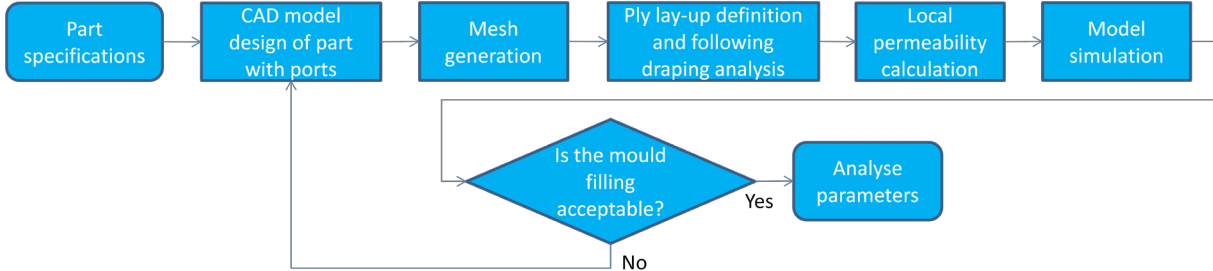 Part
specifications
CAD model
design of part
with ports
Mesh
generation
Ply lay-up definition
and following
draping analysis
Local
permeability
calculation
Model
simulation
Is the mould
filling
acceptable?
Yes
Analyse
parameters
No